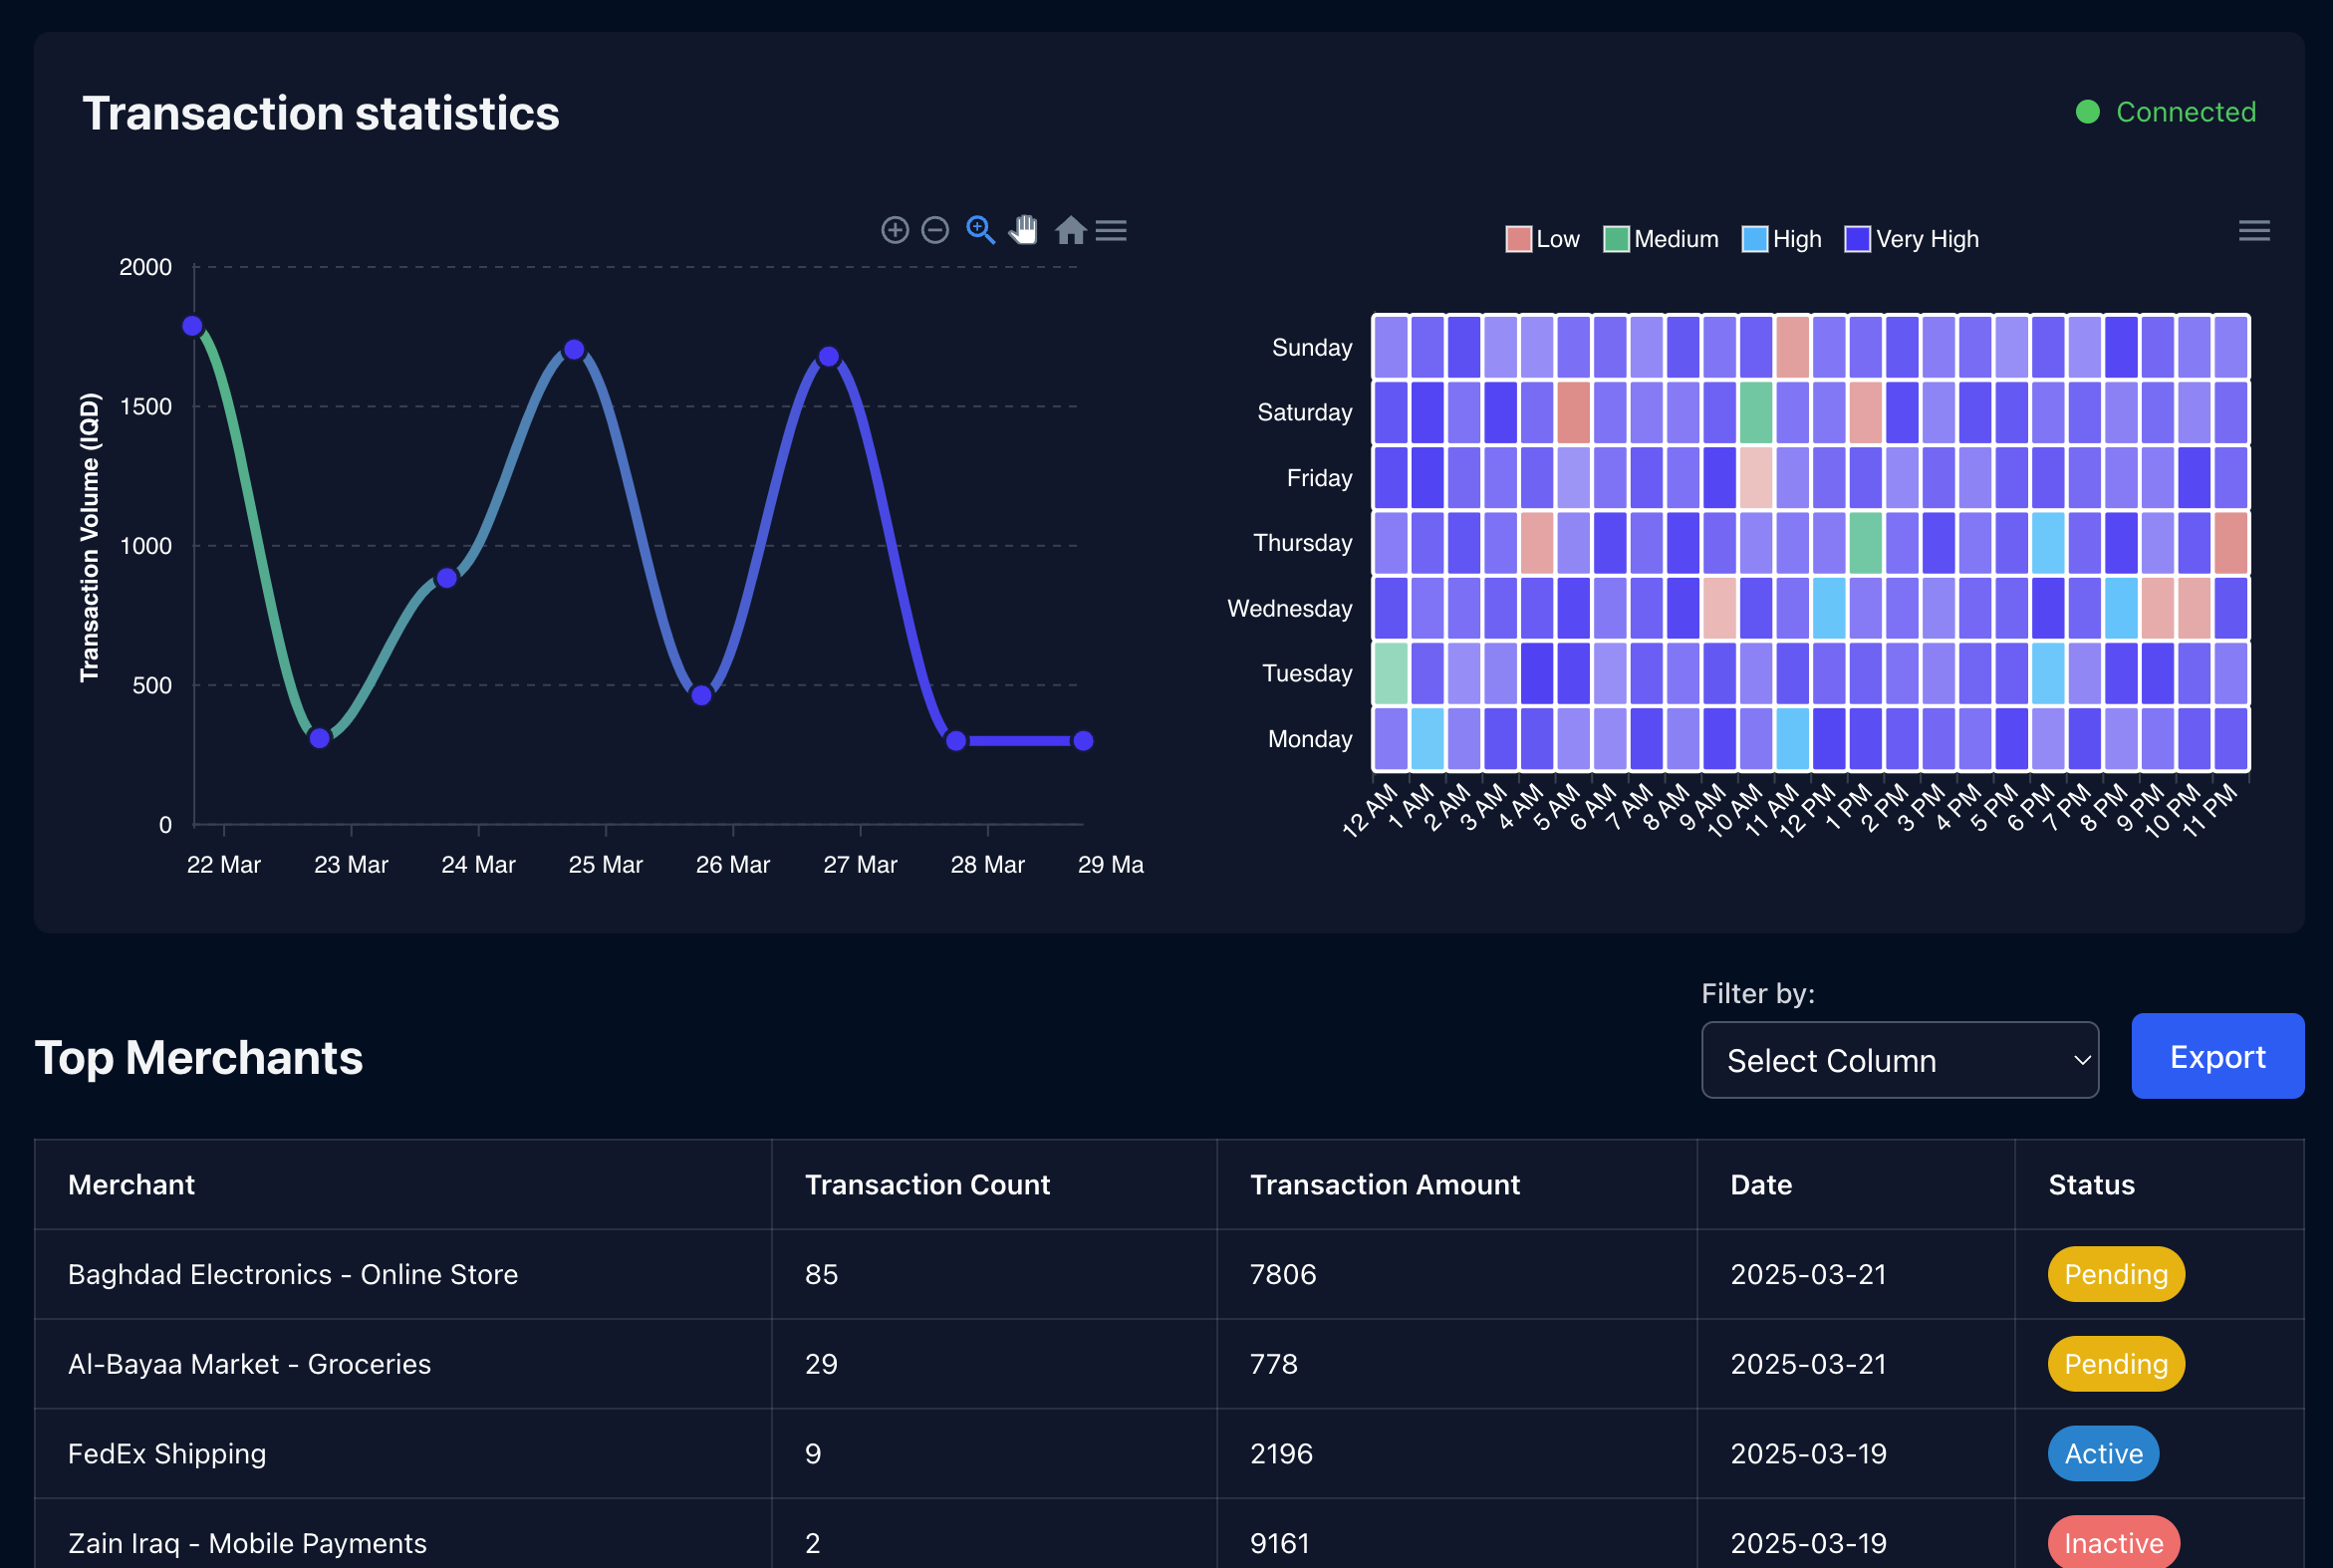 Transaction statistics
Connected
2000
1500
1000
500
0
Transaction Volume (IQD)
22 Mar
23 Mar
24 Mar
25 Mar
26 Mar
27 Mar
28 Mar
29 Ma
Low
Medium
High
Very High
Sunday
Saturday
Friday
Thursday
Wednesday
Tuesday
Monday
12 AM
1 AM
2 AM
3 AM
4 AM
5 AM
6 AM
7 AM
8 AM
9 AM
10 AM
11 AM
12 PM
1 PM
2 PM
3 PM
4 PM
5 PM
6 PM
7 PM
8 PM
9 PM
10 PM
11 PM
Filter by:
Top Merchants
Select Column
Export
Merchant Transaction Count Transaction Amount Date Status
Baghdad Electronics - Online Store 85 7806 2025-03-21 Pending
Al-Bayaa Market - Groceries 29 778 2025-03-21 Pending
FedEx Shipping 9 2196 2025-03-19 Active
Zain Iraq - Mobile Payments 2 9161 2025-03-19 Inactive